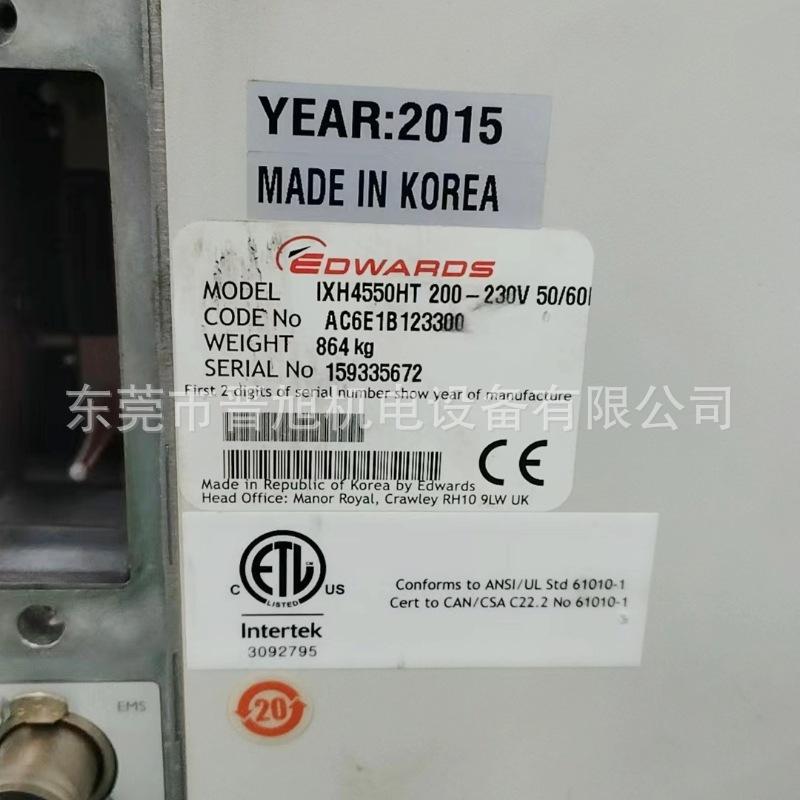 YEAR:2015
MADE IN KOREA
EDWARDS
MODEL IXH4550HT 200-230V 50/60
CODE No AC6E1B123300
WEIGHT 864 kg
SERIAL No 159335672
First 2 digits of serial number show year of manufacture
东莞市晋旭机电设备有限公司
CE
Made in Republic of Korea by Edwards
Head Office: Manor Royal, Crawley RH10 9LW UK
C ETL US
LISTED
Conforms to ANSI/UL Std 61010-1
Cert to CAN/CSA C22.2 No 61010-1
Intertek
3092795
3
20
EMS